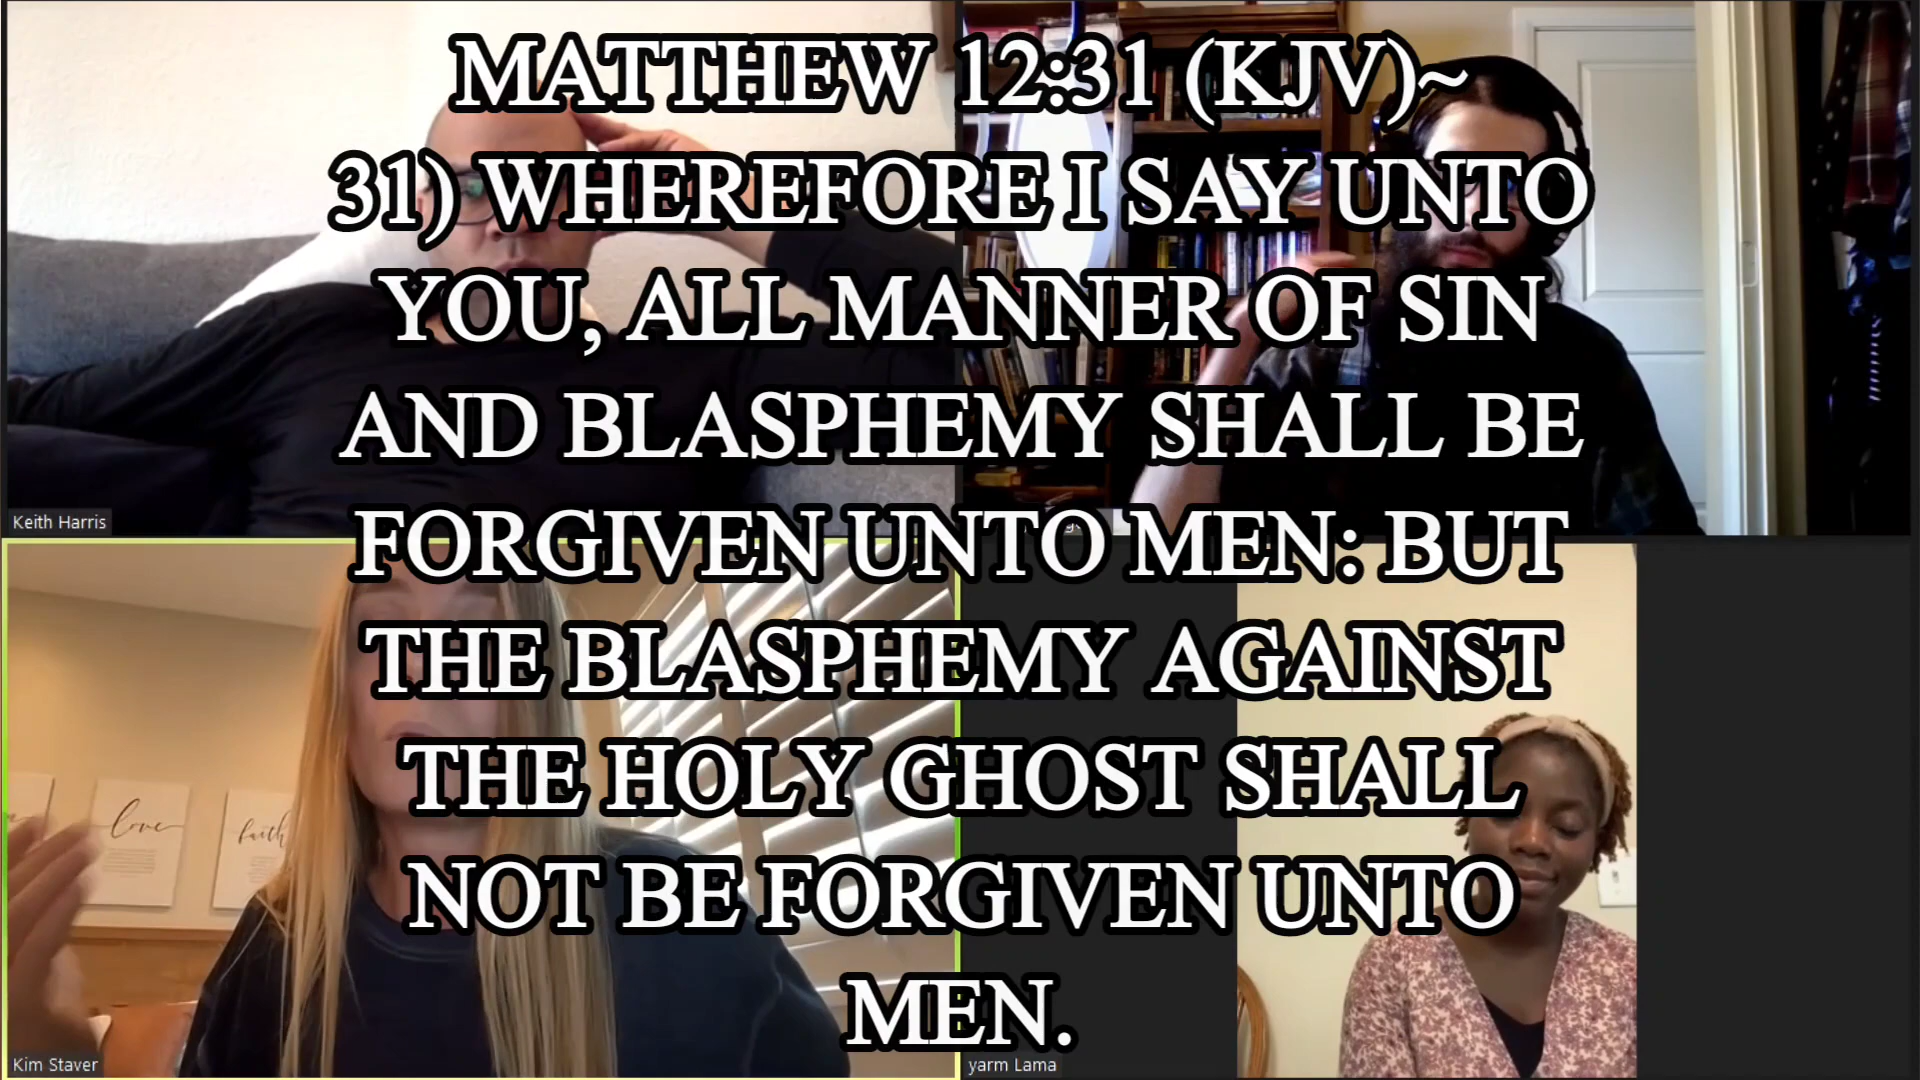 MATTHEW 12:31 (KJV)~
31) WHEREFORE I SAY UNTO
YOU, ALL MANNER OF SIN
AND BLASPHEMY SHALL BE
FORGIVEN UNTO MEN: BUT
THE BLASPHEMY AGAINST
THE HOLY GHOST SHALL
NOT BE FORGIVEN UNTO
MEN.
Keith Harris
love
faith
Kim Staver
yarm Lama